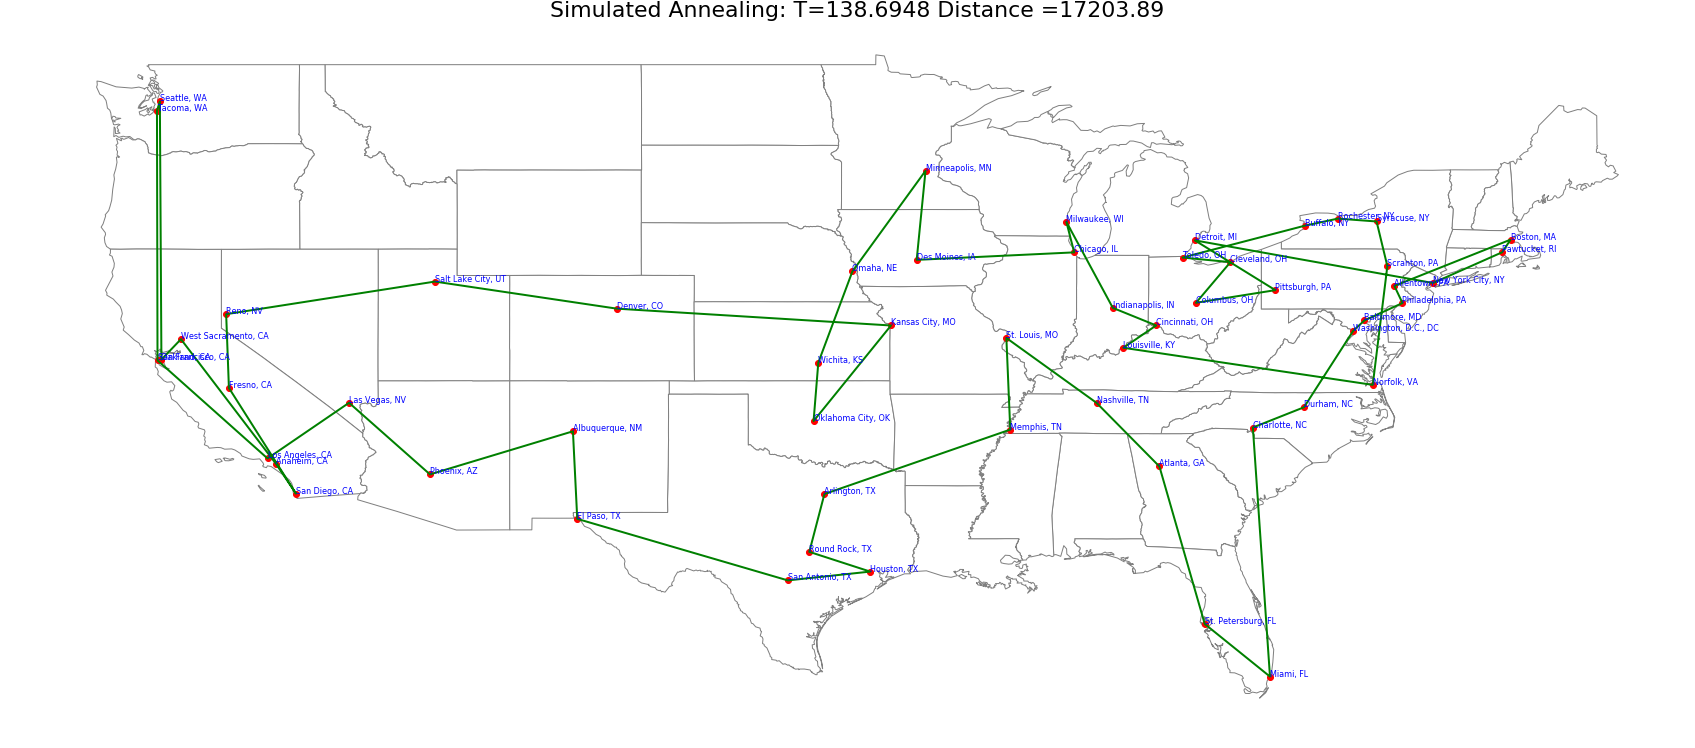 Simulated Annealing: T=138.6948 Distance =17203.89
Seattle, WA
Tacoma, WA
Minneapolis, MN
Milwaukee, WI
Rochester, NY
Syracuse, NY
Buffalo, NY
Detroit, MI
Boston, MA
Chicago, IL
Pawtucket, RI
Toledo, OH
Des Moines, IA
Cleveland, OH
Scranton, PA
Omaha, NE
Salt Lake City, UT
New York City, NY
Allentown, PA
Pittsburgh, PA
Columbus, OH
Philadelphia, PA
Denver, CO
Indianapolis, IN
Reno, NV
Baltimore, MD
Kansas City, MO
Cincinnati, OH
Washington, D.C., DC
West Sacramento, CA
St. Louis, MO
Louisville, KY
CA
Wichita, KS
Norfolk, VA
Fresno, CA
Las Vegas, NV
Nashville, TN
Durham, NC
Oklahoma City, OK
Charlotte, NC
Albuquerque, NM
Memphis, TN
Los Angeles, CA
Anaheim, CA
Atlanta, GA
Phoenix, AZ
San Diego, CA
Arlington, TX
El Paso, TX
Round Rock, TX
Houston, TX
San Antonio, TX
St. Petersburg, FL
Miami, FL